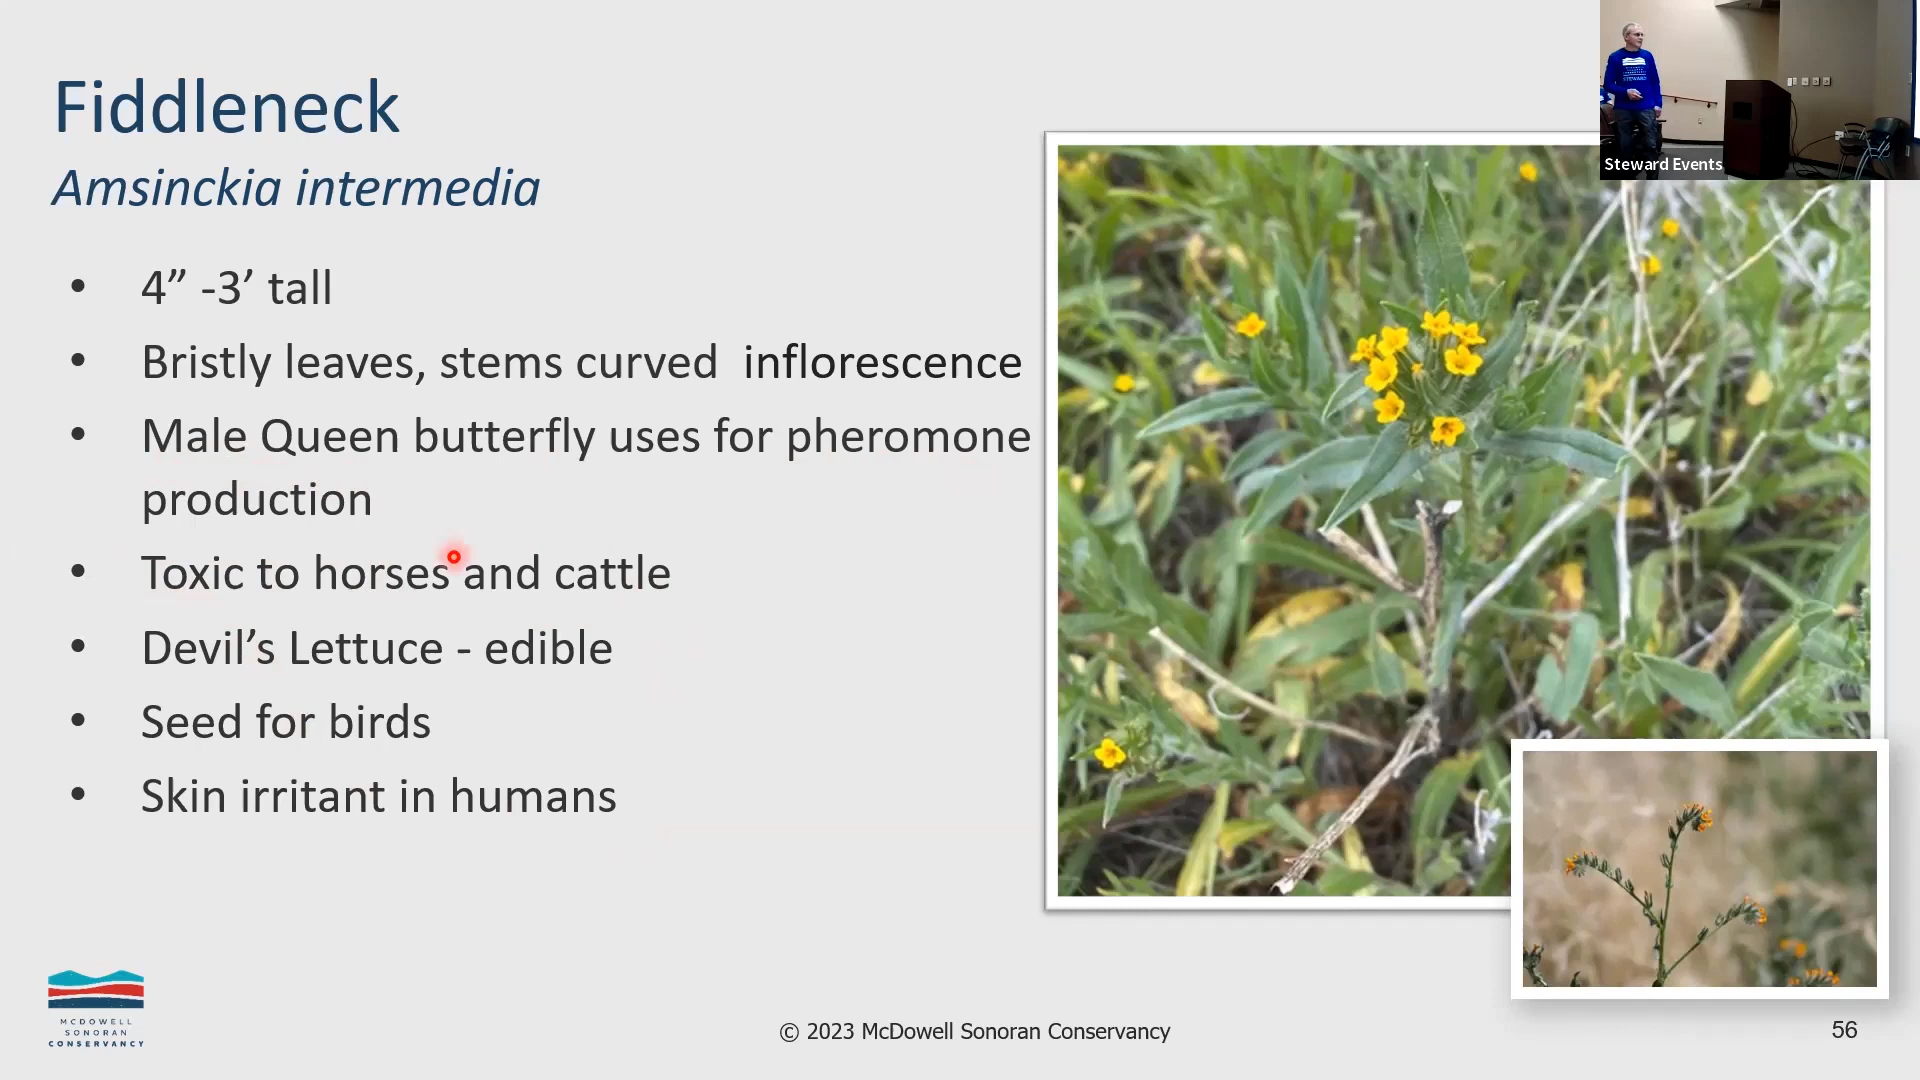 Fiddleneck
Amsinckia intermedia
• 4” -3’ tall
• Bristly leaves, stems curved  inflorescence
• Male Queen butterfly uses for pheromone
production
• Toxic to horses and cattle
• Devil’s Lettuce - edible
• Seed for birds
• Skin irritant in humans
STEWARD
Steward Events
MCDOWELL
SONORAN
CONSERVANCY
© 2023 McDowell Sonoran Conservancy
56